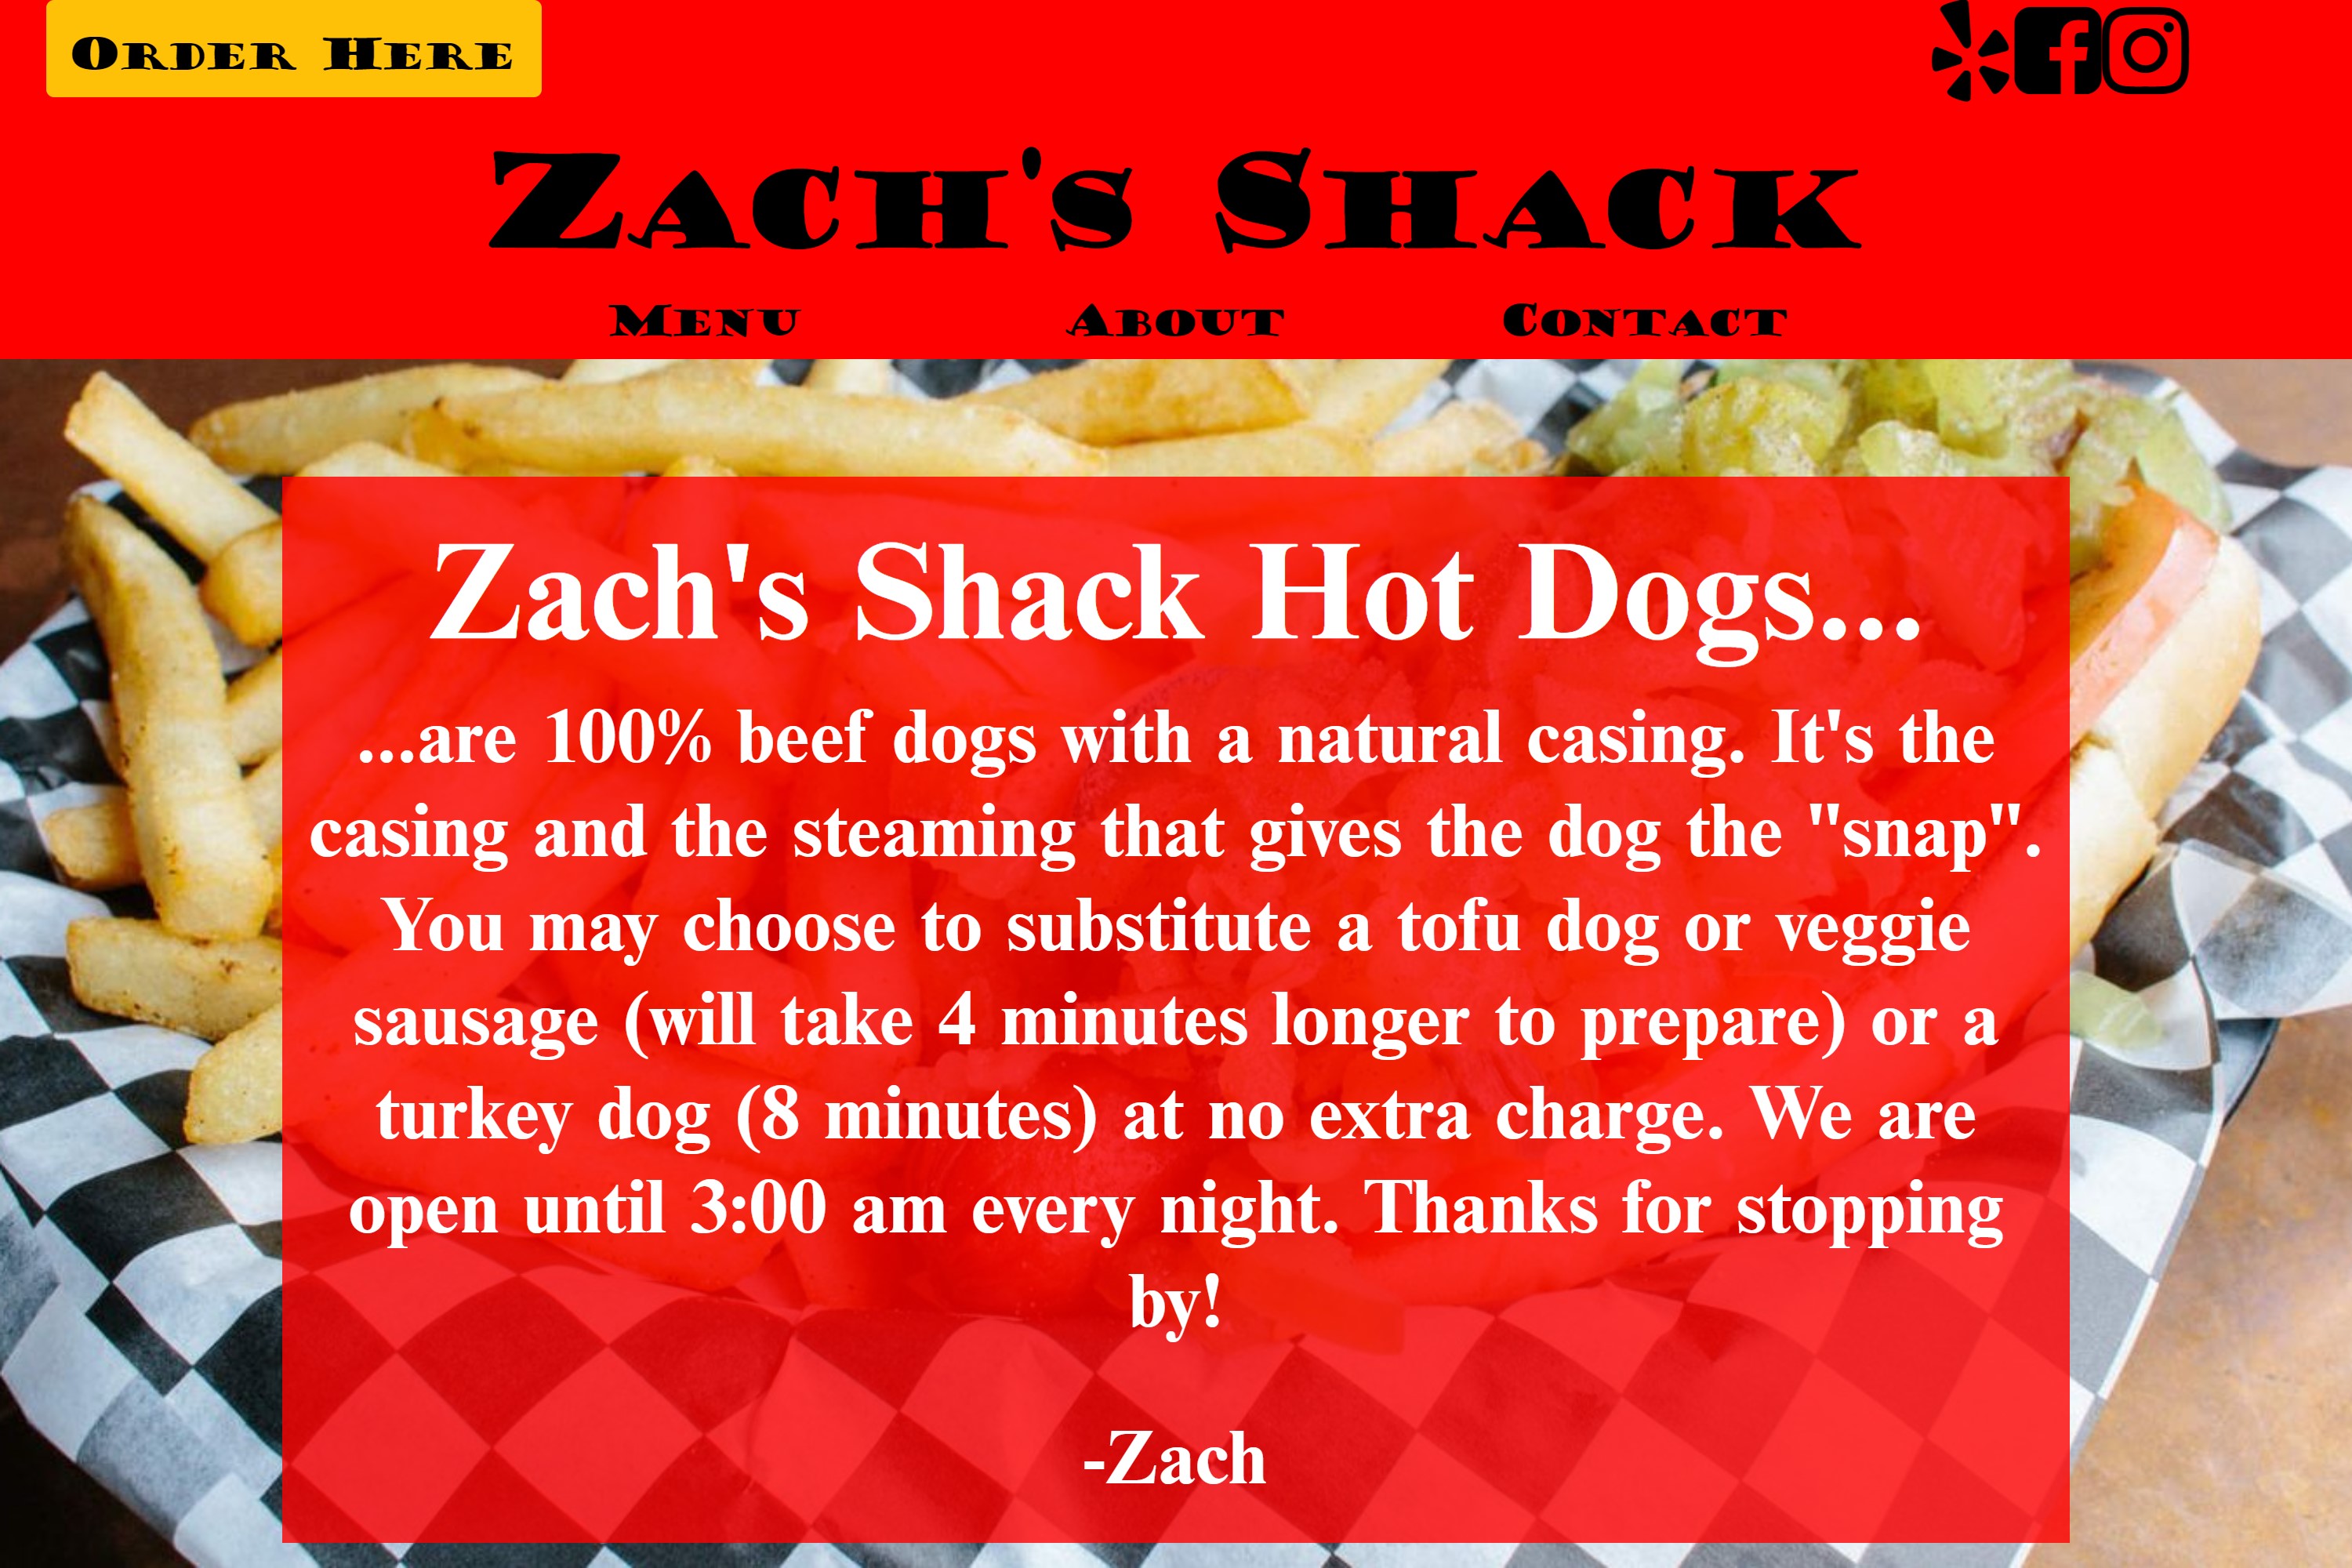 Order Here
Zach's Shack
Menu About Contact
Zach's Shack Hot Dogs...
...are 100% beef dogs with a natural casing. It's the
casing and the steaming that gives the dog the "snap".
You may choose to substitute a tofu dog or veggie
sausage (will take 4 minutes longer to prepare) or a
turkey dog (8 minutes) at no extra charge. We are
open until 3:00 am every night. Thanks for stopping
by!
-Zach